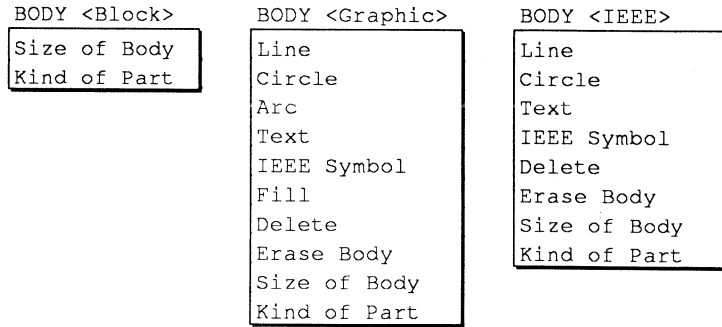 BODY <Block>
Size of Body
Kind of Part
BODY <Graphic>
Line
Circle
Arc
Text
IEEE Symbol
Fill
Delete
Erase Body
Size of Body
Kind of Part
BODY <IEEE>
Line
Circle
Text
IEEE Symbol
Delete
Erase Body
Size of Body
Kind of Part